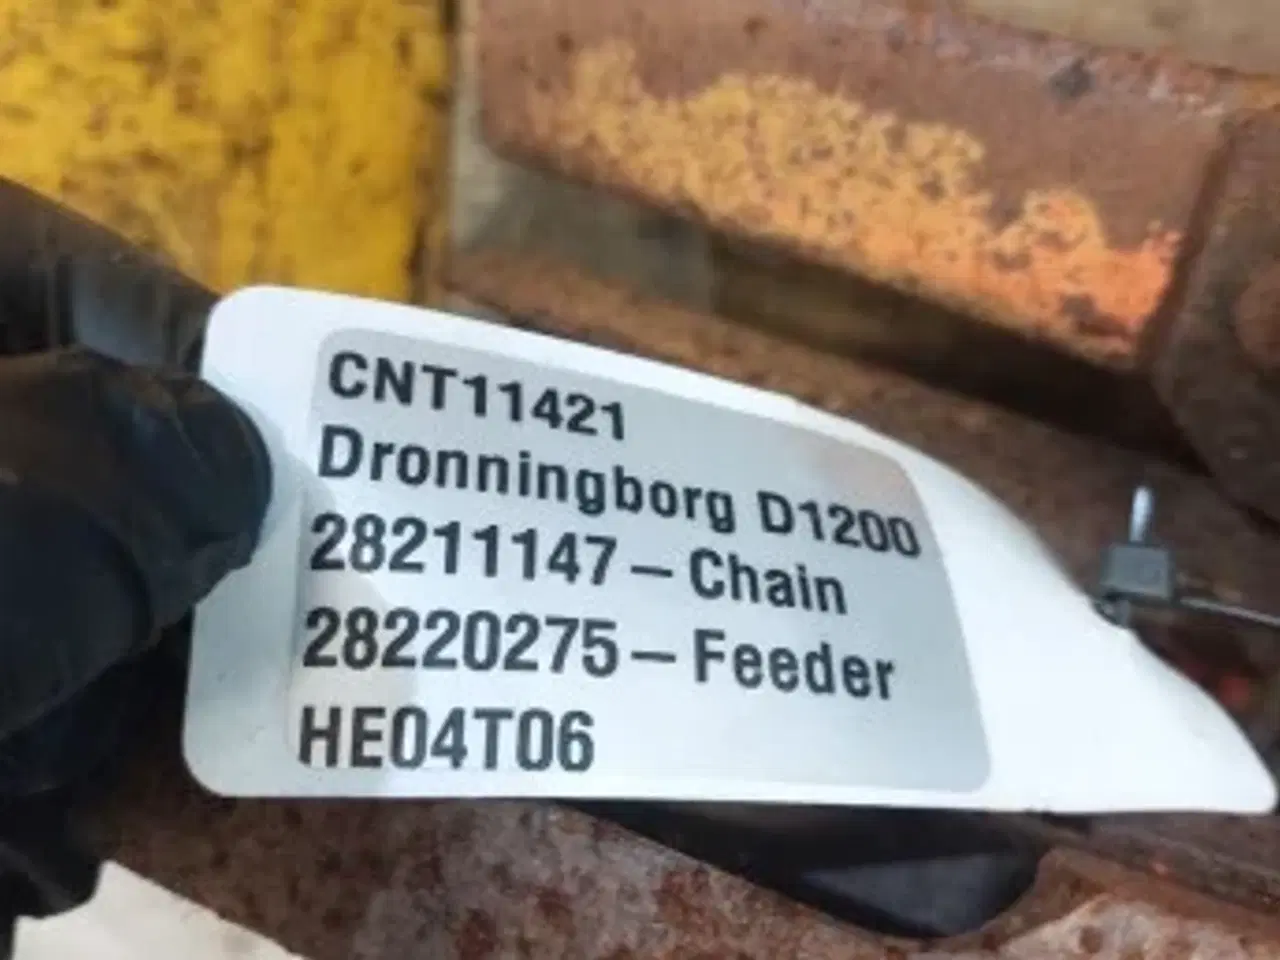 CNT11421
Dronningborg D1200
28211147 – Chain
28220275 – Feeder
HE04T06